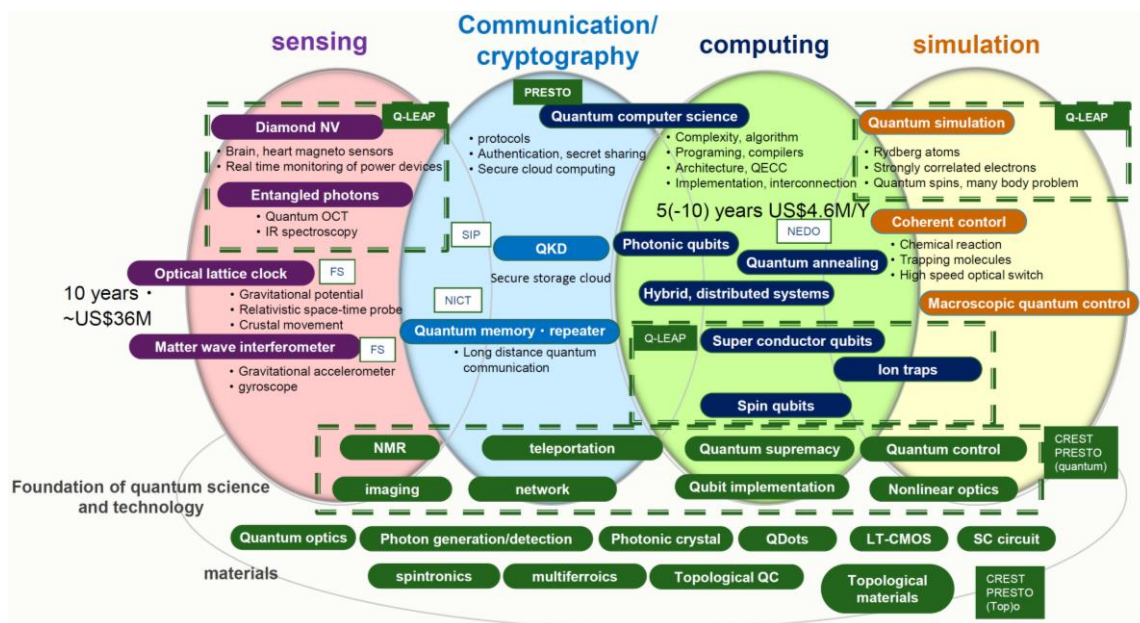 sensing
Communication/
cryptography
computing
simulation
PRESTO
Q-LEAP
Diamond NV
• Brain, heart magneto sensors
• Real time monitoring of power devices
Entangled photons
• Quantum OCT
• IR spectroscopy
Quantum computer science
• protocols
• Authentication, secret sharing
• Secure cloud computing
• Complexity, algorithm
• Programing, compilers
• Architecture, QECC
• Implementation, interconnection
Quantum simulation
Q-LEAP
• Rydberg atoms
• Strongly correlated electrons
• Quantum spins, many body problem
5(-10) years US$4.6M/Y
SIP
QKD
Secure storage cloud
Photonic qubits
NEDO
Quantum annealing
Coherent contorl
• Chemical reaction
• Trapping molecules
• High speed optical switch
Optical lattice clock
FS
• Gravitational potential
• Relativistic space-time probe
• Crustal movement
10 years・
~US$36M
NICT
Hybrid, distributed systems
Macroscopic quantum control
Matter wave interferometer
FS
• Gravitational accelerometer
• gyroscope
Quantum memory・repeater
• Long distance quantum
communication
Q-LEAP
Super conductor qubits
Ion traps
Spin qubits
NMR
teleportation
Quantum supremacy
Quantum control
CREST
PRESTO
(quantum)
Foundation of quantum science
and technology
imaging
network
Qubit implementation
Nonlinear optics
Quantum optics
Photon generation/detection
Photonic crystal
QDots
LT-CMOS
SC circuit
materials
spintronics
multiferroics
Topological QC
Topological
materials
CREST
PRESTO
(Top)o